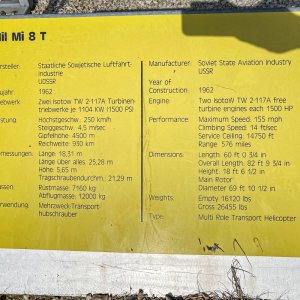 Mil Mi 8 T
ersteller: Staatliche Sowjetische Luftfahrt-
industrie
UdSSR
aujahr 1962
iebwerk Zwei Isotow TW 2-117A Turbinen-
triebwerke je 1104 KW (1500 PS)
istung Höchstgeschw. 250 km/h
Steiggeschw. 4,5 m/sec
Gipfelhöhe 4500 m
Reichweite 930 km
bmessungen: Länge 18,31 m
Länge über alles 25,28 m
Höhe 5,65 m
Tragschraubendurchm. 21,29 m
assen Rüstmasse: 7160 kg
Abflugmasse: 12000 kg
erwendung Mehrzweck-Transport-
hubschrauber
Manufacturer: Soviet State Aviation Industry
USSR
Year of
Construction: 1962
Engine Two IsotoW TW 2-117A free
turbine engines each 1500 HP
Performance: Maximum Speed: 155 mph
Climbing Speed: 14 ft/sec
Service Ceiling: 14750 ft
Range 576 miles
Dimensions: Length 60 ft 0 3/4 in
Overall Length: 82 ft 9 3/4 in
Height: 18 ft 6 1/2 in
Main Rotor
Diameter 69 ft 10 1/2 in
Weights: Empty 16120 lbs
Gross 26455 lbs
Type: Multi Role Transport Helicopter